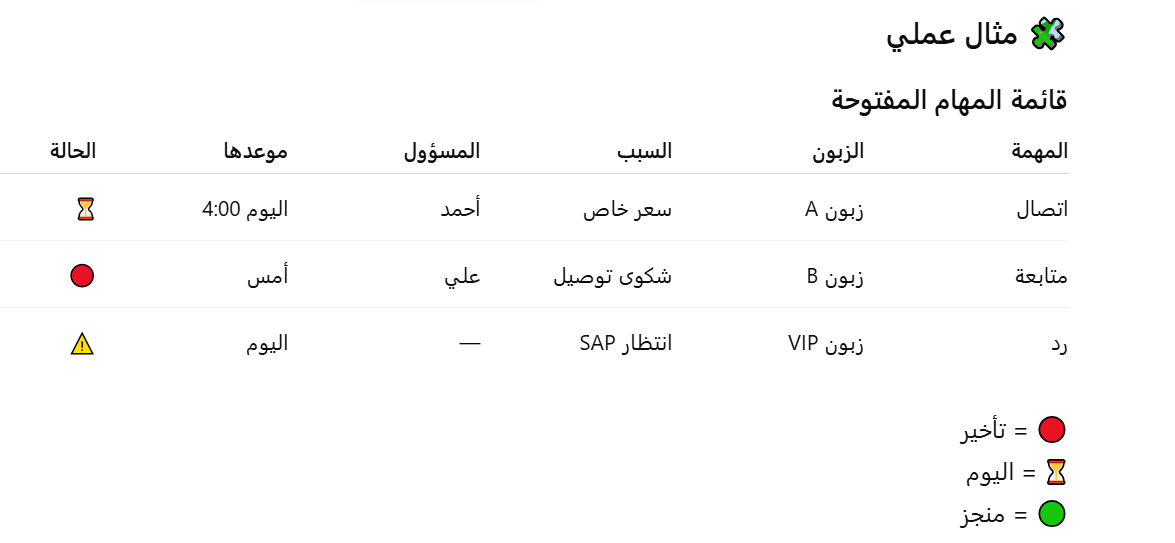 🧩 مثال عملي
قائمة المهام المفتوحة
المهمة الزبون السبب المسؤول موعدها الحالة
اتصال زبون A سعر خاص أحمد اليوم 4:00 ⏳
متابعة زبون B شكوى توصيل علي أمس 🔴
رد زبون VIP انتظار SAP — اليوم ⚠️
🔴 = تأخير
⏳ = اليوم
🟢 = منجز